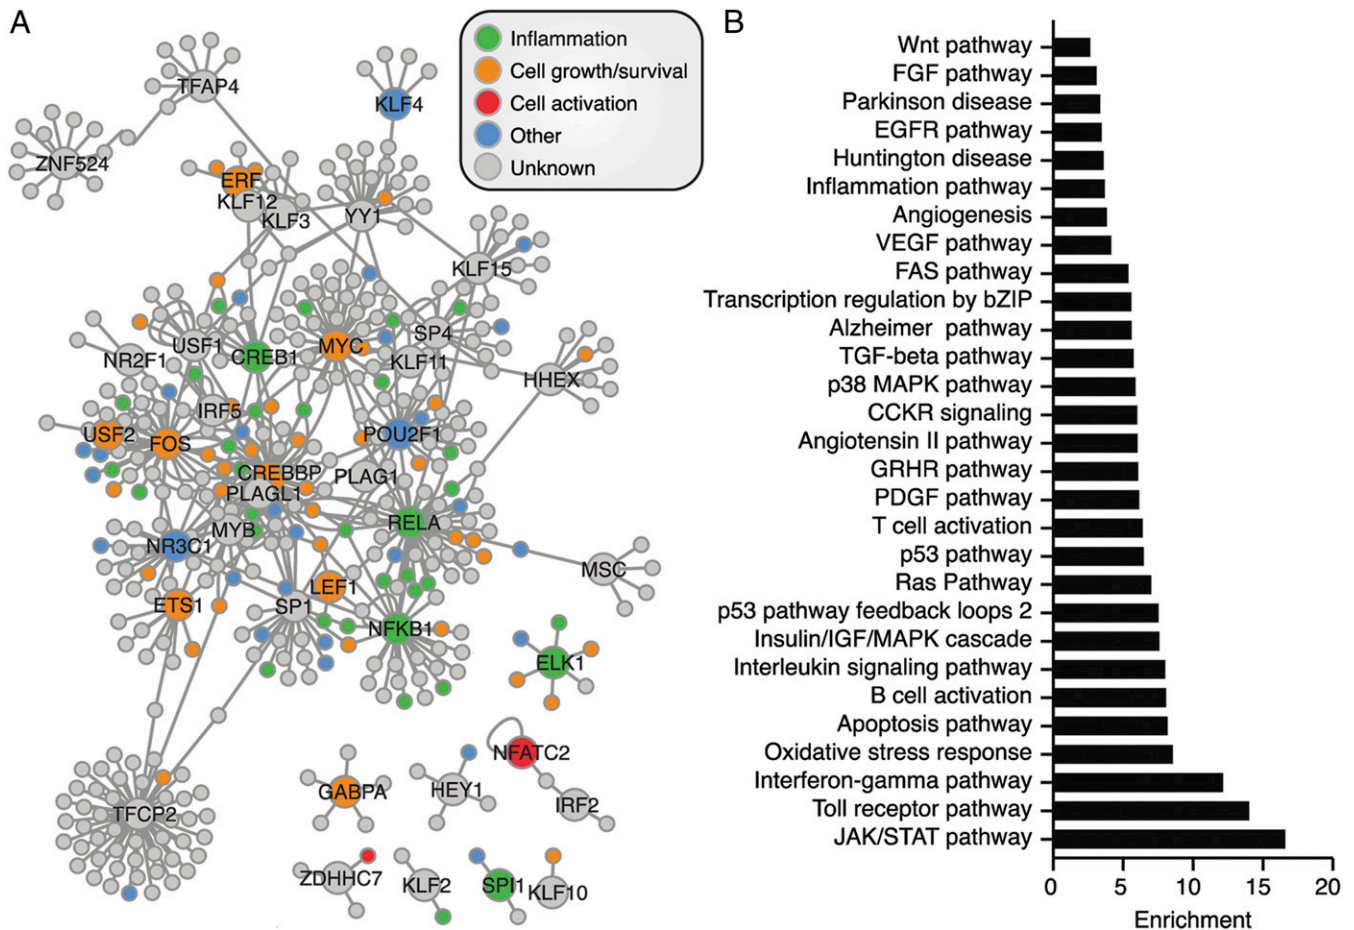 A
Inflammation
Cell growth/survival
Cell activation
Other
Unknown
TFAP4
KLF4
ZNF524
ERF
KLF12
KLF3
YY1
KLF15
USF1
CREB1
MYC
SP4
KLF11
NR2F1
HHEX
IRF5
USF2
FOS
POU2F1
CREBBP
PLAG1
PLAGL1
RELA
MYB
NR3C1
MSC
LEF1
ETS1
SP1
NFKB1
ELK1
NFATC2
GABPA
HEY1
IRF2
TFCP2
ZDHHC7
KLF2
SPI1
KLF10
B
Wnt pathway
FGF pathway
Parkinson disease
EGFR pathway
Huntington disease
Inflammation pathway
Angiogenesis
VEGF pathway
FAS pathway
Transcription regulation by bZIP
Alzheimer pathway
TGF-beta pathway
p38 MAPK pathway
CCKR signaling
Angiotensin II pathway
GRHR pathway
PDGF pathway
T cell activation
p53 pathway
Ras Pathway
p53 pathway feedback loops 2
Insulin/IGF/MAPK cascade
Interleukin signaling pathway
B cell activation
Apoptosis pathway
Oxidative stress response
Interferon-gamma pathway
Toll receptor pathway
JAK/STAT pathway
0 5 10 15 20
Enrichment